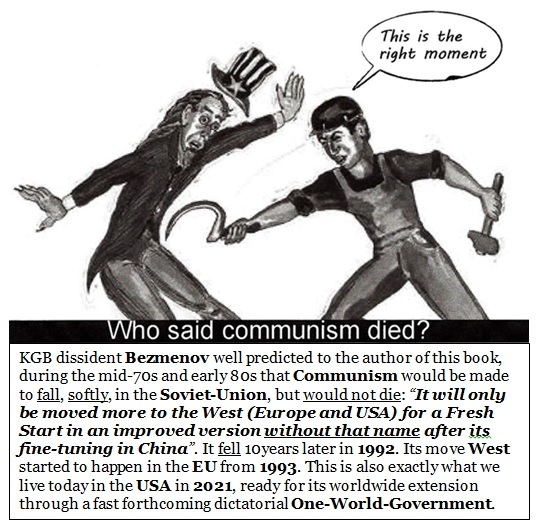 This is the
right moment
Who said communism died?
KGB dissident Bezmenov well predicted to the author of this book,
during the mid-70s and early 80s that Communism would be made
to fall, softly, in the Soviet-Union, but would not die: “It will only
be moved more to the West (Europe and USA) for a Fresh
Start in an improved version without that name after its
fine-tuning in China”. It fell 10years later in 1992. Its move West
started to happen in the EU from 1993. This is also exactly what we
live today in the USA in 2021, ready for its worldwide extension
through a fast forthcoming dictatorial One-World-Government.